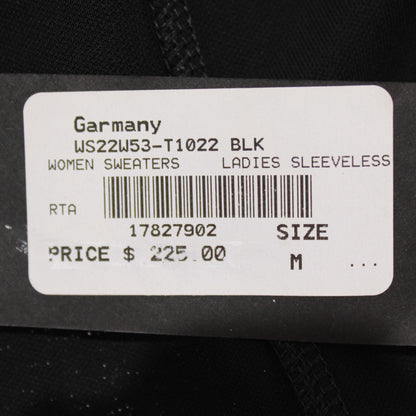 Garmany
WS22W53-T1022 BLK
WOMEN SWEATERS LADIES SLEEVELESS
RTA
17827902 SIZE
PRICE $ 225.00 M ...